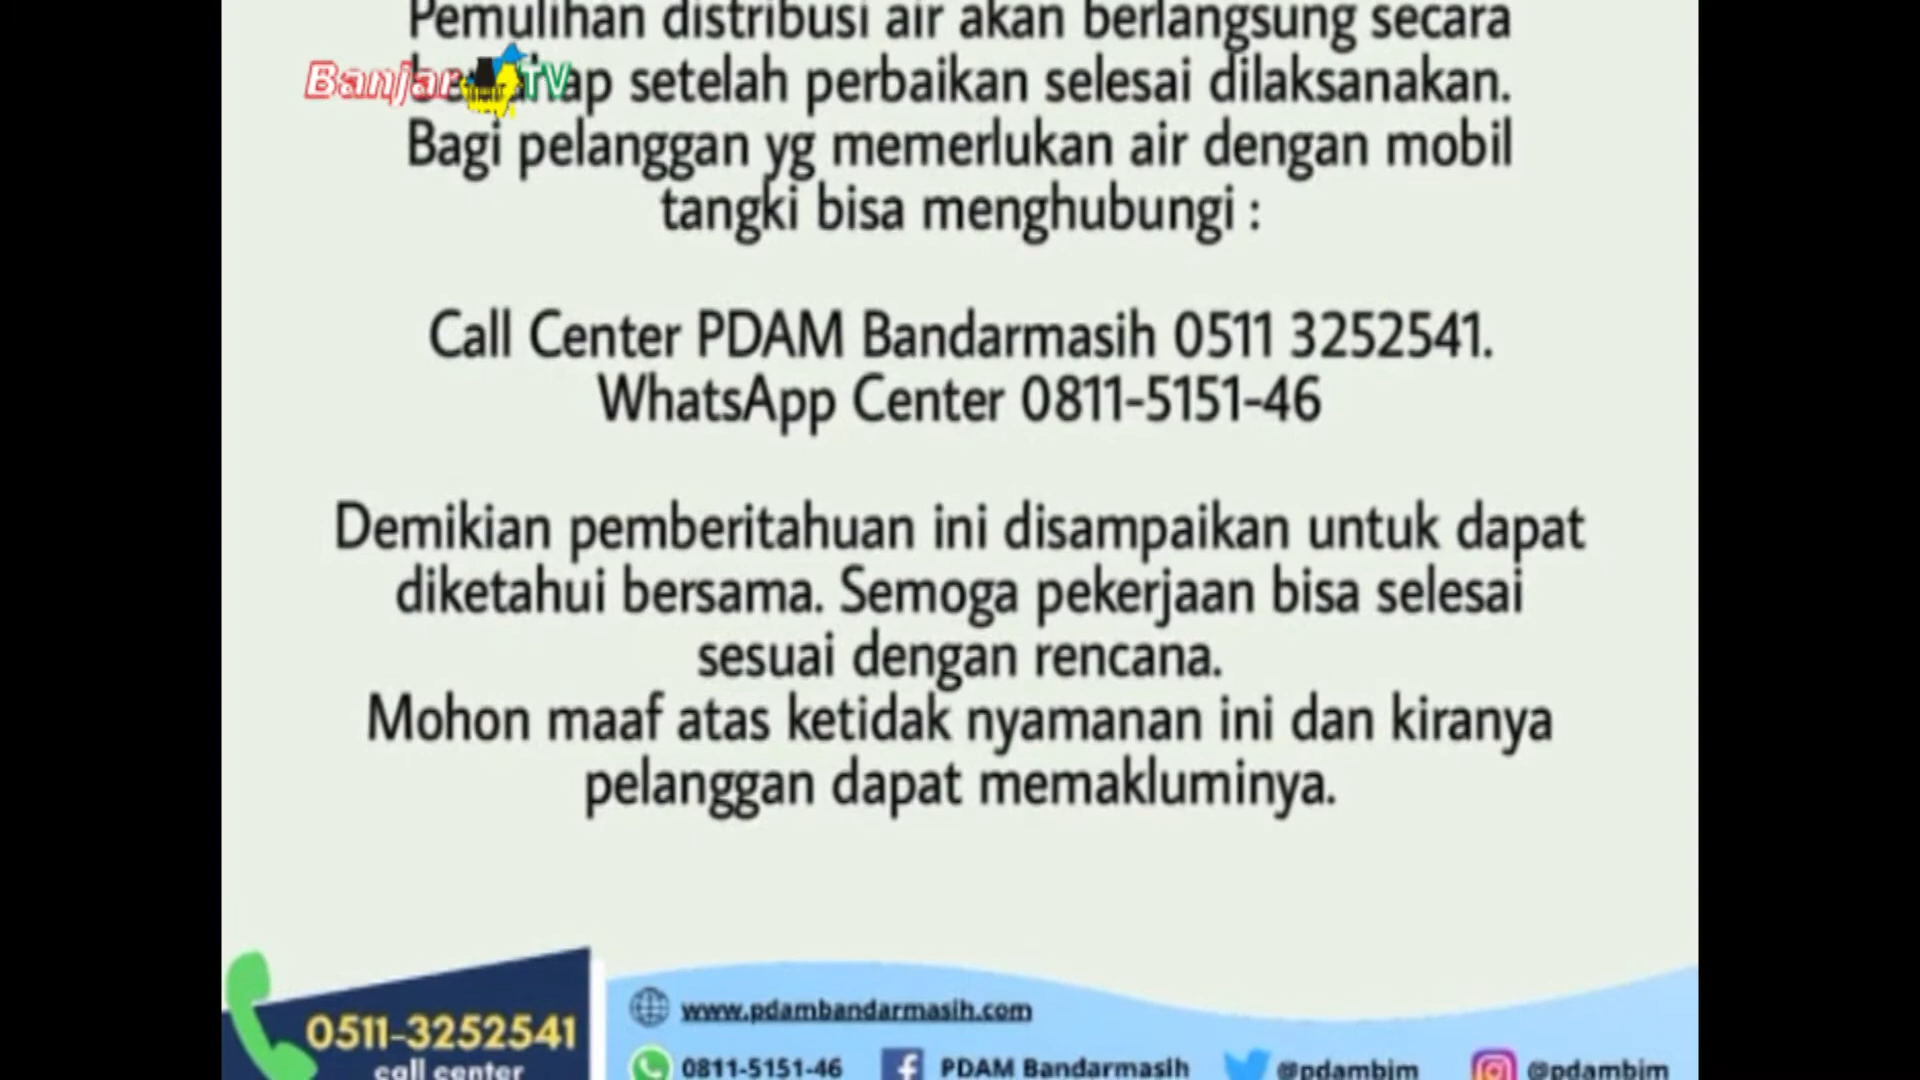 Pemulihan distribusi air akan berlangsung secara
Banjar TV
setelah perbaikan selesai dilaksanakan.
Bagi pelanggan yg memerlukan air dengan mobil
tangki bisa menghubungi :
Call Center PDAM Bandarmasih 0511 3252541.
WhatsApp Center 0811-5151-46
Demikian pemberitahuan ini disampaikan untuk dapat
diketahui bersama. Semoga pekerjaan bisa selesai
sesuai dengan rencana.
Mohon maaf atas ketidak nyamanan ini dan kiranya
pelanggan dapat memakluminya.
0511-3252541
call center
www.pdambandarmasih.com
0811-5151-46 PDAM Bandarmasih @pdambjm @pdambjm